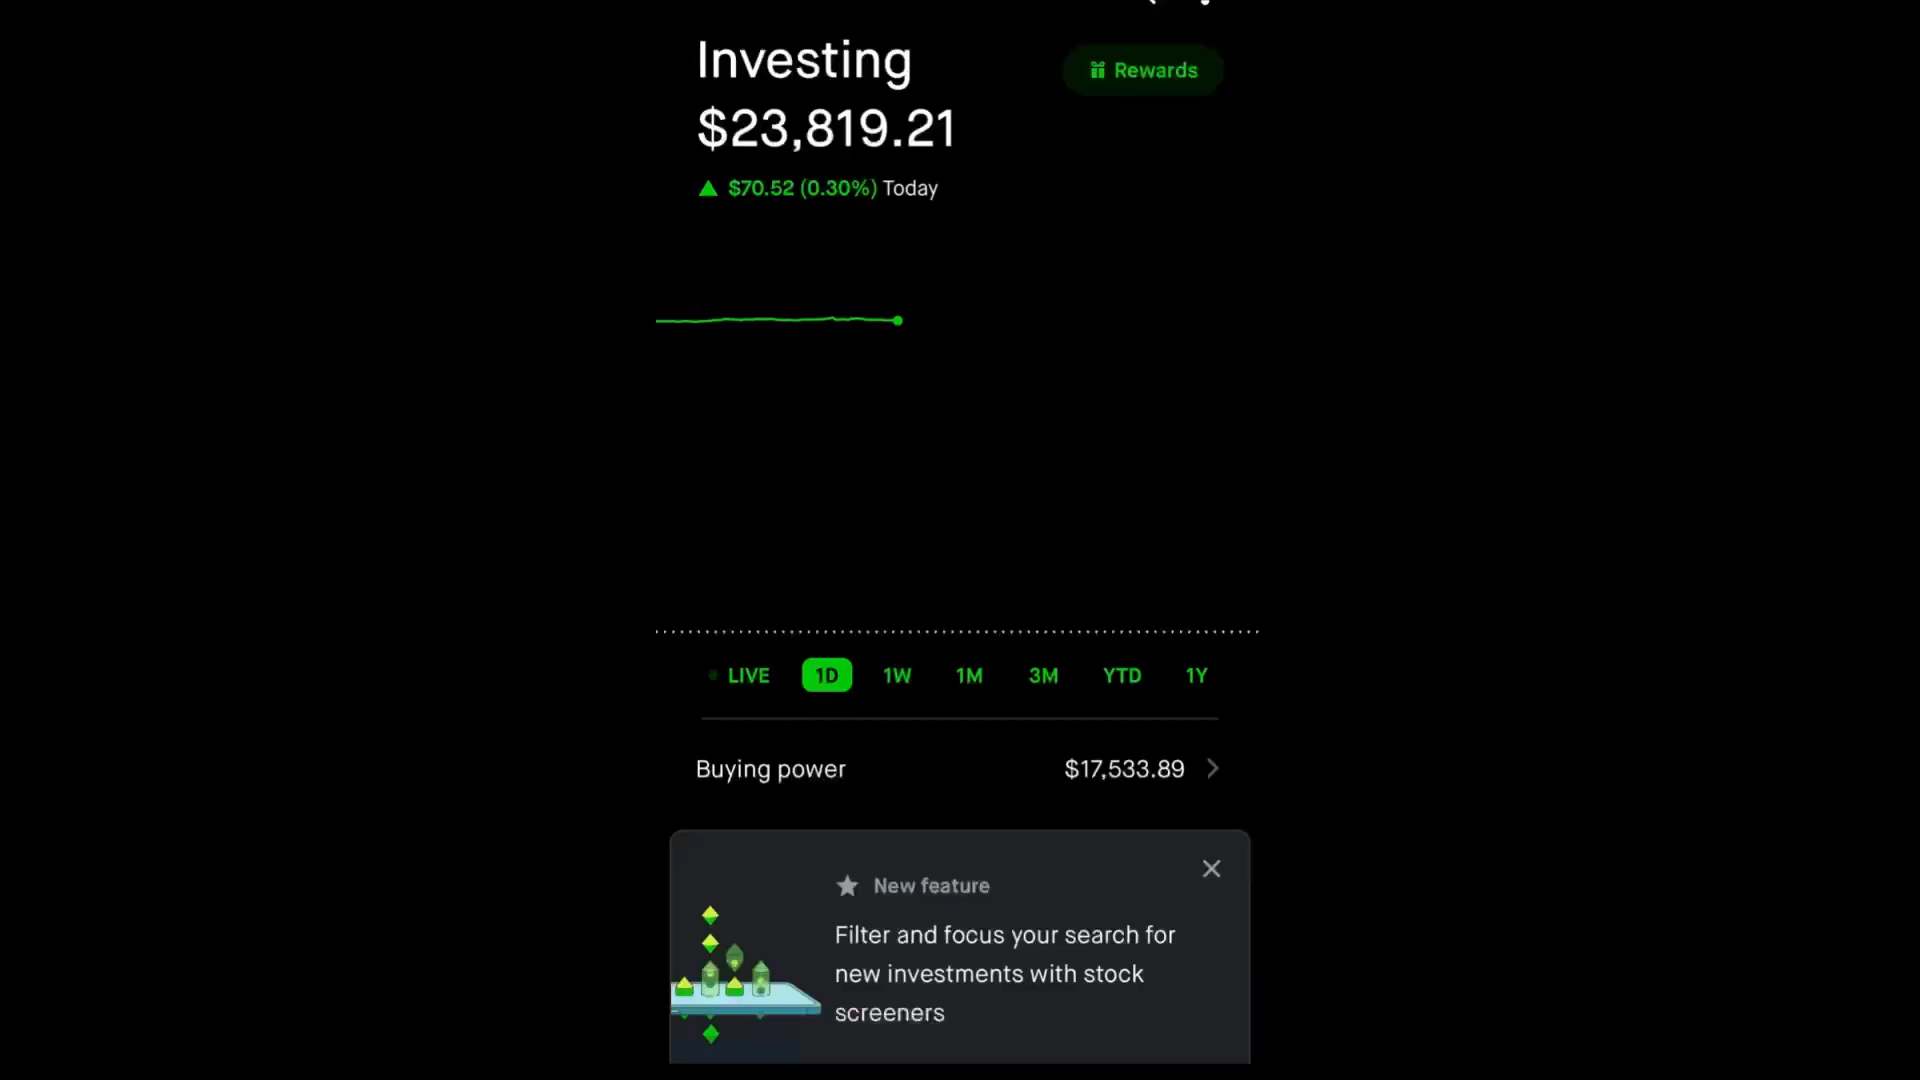 Investing
Rewards
$23,819.21
$70.52 (0.30%) Today
LIVE 1D 1W 1M 3M YTD 1Y
Buying power $17,533.89
New feature
Filter and focus your search for
new investments with stock
screeners